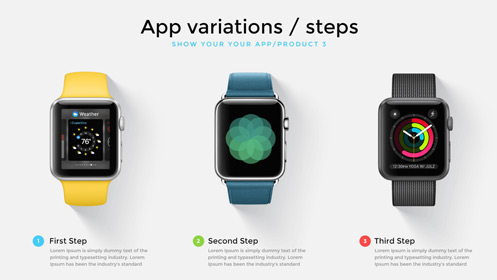 App variations / steps
SHOW YOUR YOUR APP/PRODUCT 3
Weather
Cupertino
76°
12:30PM YOGA W/
1 First Step
Lorem Ipsum is simply dummy text of the
printing and typesetting industry. Lorem
Ipsum has been the industry's standard
2 Second Step
Lorem Ipsum is simply dummy text of the
printing and typesetting industry. Lorem
Ipsum has been the industry's standard
3 Third Step
Lorem Ipsum is simply dummy text of the
printing and typesetting industry. Lorem
Ipsum has been the industry's standard